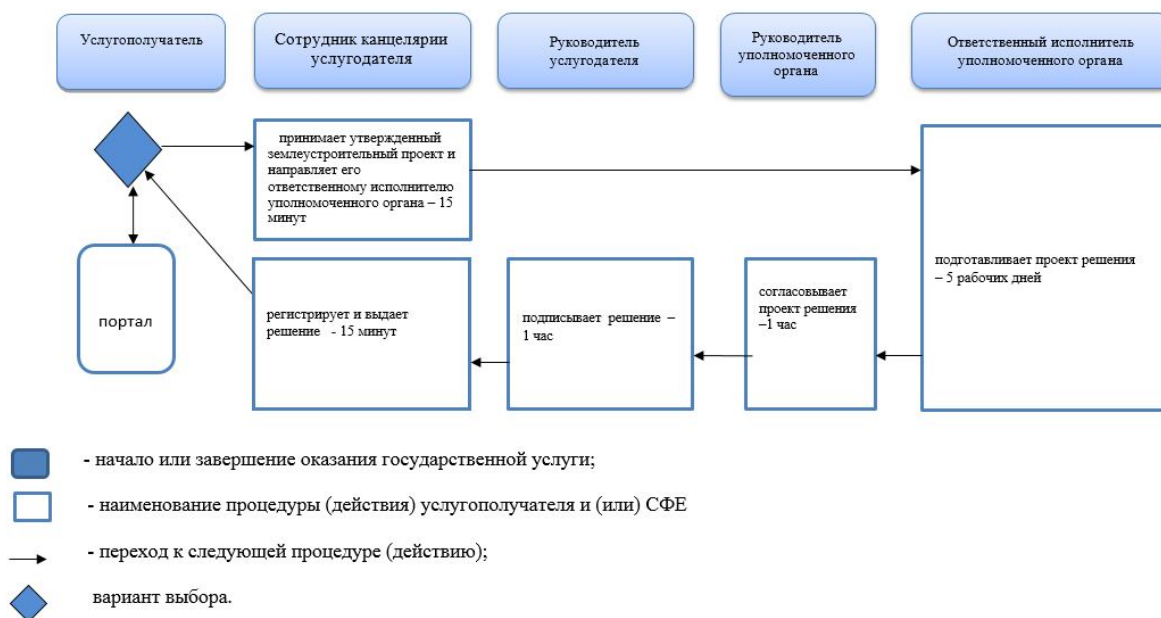 Услугополучатель
Сотрудник канцелярии
услугодателя
Руководитель
услугодателя
Руководитель
уполномоченного
органа
Ответственный исполнитель
уполномоченного органа
принимает утвержденный
землеустроительный проект и
направляет его
ответственному исполнителю
уполномоченного органа – 15
минут
подготавливает проект решения
– 5 рабочих дней
согласовывает
проект решения
–1 час
подписывает решение –
1 час
регистрирует и выдает
решение - 15 минут
портал
- начало или завершение оказания государственной услуги;
- наименование процедуры (действия) услугополучателя и (или) СФЕ
- переход к следующей процедуре (действию);
вариант выбора.